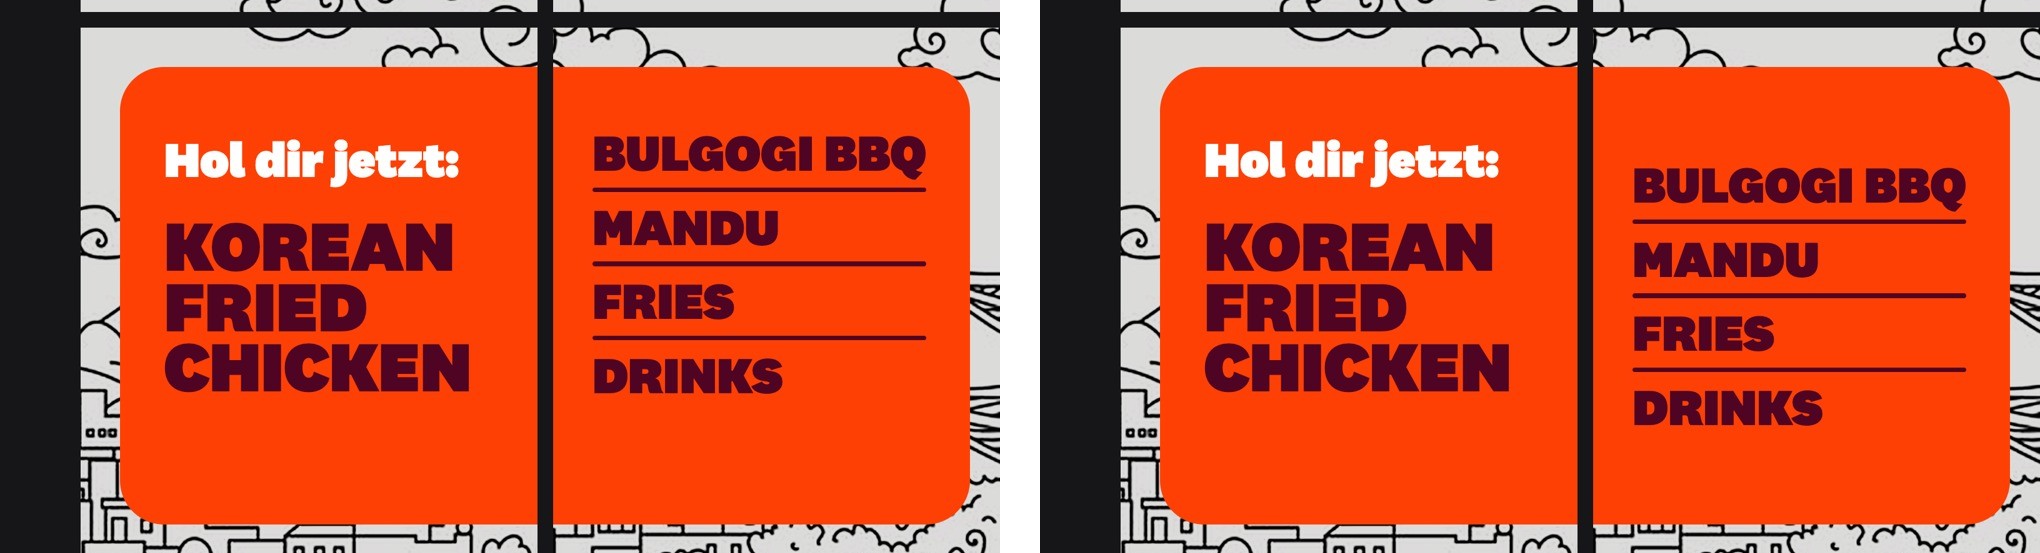 Hol dir jetzt:
KOREAN
FRIED
CHICKEN
BULGOGI BBQ
MANDU
FRIES
DRINKS
Hol dir jetzt:
KOREAN
FRIED
CHICKEN
BULGOGI BBQ
MANDU
FRIES
DRINKS